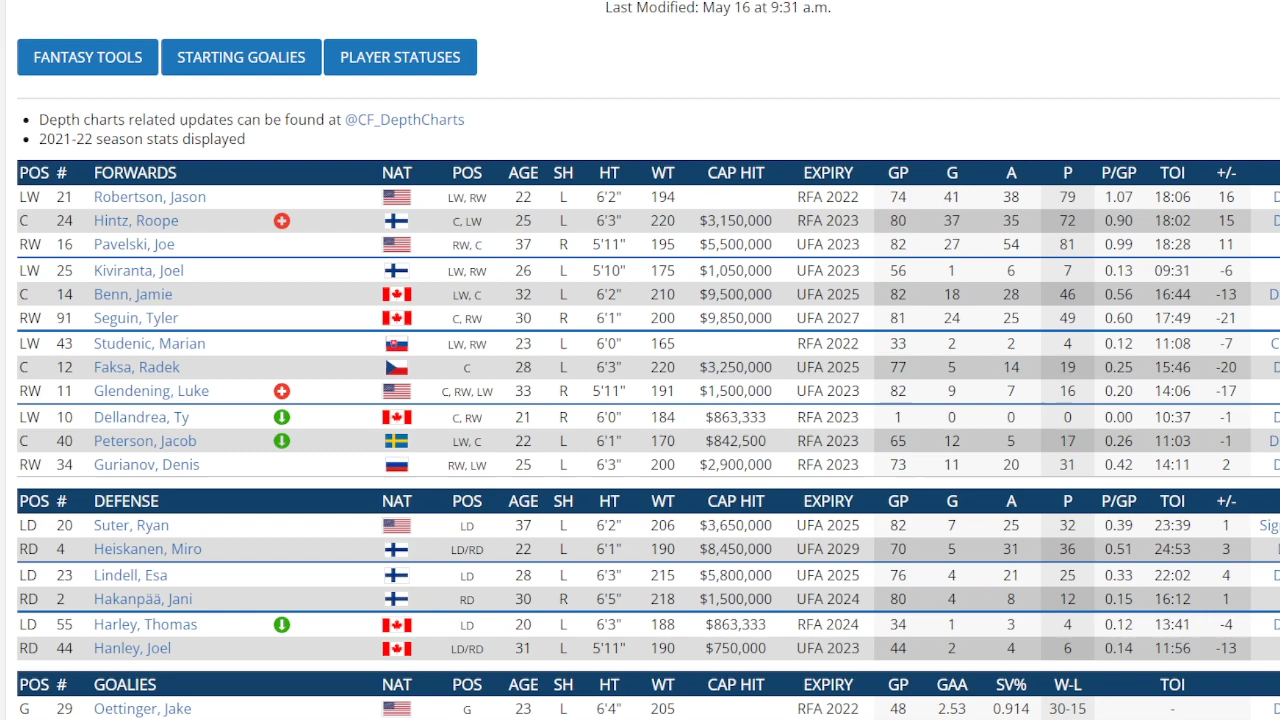 Last Modified: May 16 at 9:31 a.m.
FANTASY TOOLS STARTING GOALIES PLAYER STATUSES
• Depth charts related updates can be found at @CF_DepthCharts
• 2021-22 season stats displayed
POS # FORWARDS NAT POS AGE SH HT WT CAP HIT EXPIRY GP G A P P/GP TOI +/-
LW 21 Robertson, Jason LW, RW 22 L 6'2" 194 RFA 2022 74 41 38 79 1.07 18:06 16
C 24 Hintz, Roope C, LW 25 L 6'3" 220 $3,150,000 RFA 2023 80 37 35 72 0.90 18:02 15
RW 16 Pavelski, Joe RW, C 37 R 5'11" 195 $5,500,000 UFA 2023 82 27 54 81 0.99 18:28 11
LW 25 Kiviranta, Joel LW, RW 26 L 5'10" 175 $1,050,000 UFA 2023 56 1 6 7 0.13 09:31 -6
C 14 Benn, Jamie LW, C 32 L 6'2" 210 $9,500,000 UFA 2025 82 18 28 46 0.56 16:44 -13
RW 91 Seguin, Tyler C, RW 30 R 6'1" 200 $9,850,000 UFA 2027 81 24 25 49 0.60 17:49 -21
LW 43 Studenic, Marian LW, RW 23 L 6'0" 165 RFA 2022 33 2 2 4 0.12 11:08 -7
C 12 Faksa, Radek C 28 L 6'3" 220 $3,250,000 UFA 2025 77 5 14 19 0.25 15:46 -20
RW 11 Glendening, Luke C, RW, LW 33 R 5'11" 191 $1,500,000 UFA 2023 82 9 7 16 0.20 14:06 -17
LW 10 Dellandrea, Ty C, RW 21 R 6'0" 184 $863,333 RFA 2023 1 0 0 0 0.00 10:37 -1
C 40 Peterson, Jacob LW, C 22 L 6'1" 170 $842,500 RFA 2023 65 12 5 17 0.26 11:03 -1
RW 34 Gurianov, Denis RW, LW 25 L 6'3" 200 $2,900,000 RFA 2023 73 11 20 31 0.42 14:11 2
POS # DEFENSE NAT POS AGE SH HT WT CAP HIT EXPIRY GP G A P P/GP TOI +/-
LD 20 Suter, Ryan LD 37 L 6'2" 206 $3,650,000 UFA 2025 82 7 25 32 0.39 23:39 1 Sig
RD 4 Heiskanen, Miro LD/RD 22 L 6'1" 190 $8,450,000 UFA 2029 70 5 31 36 0.51 24:53 3
LD 23 Lindell, Esa LD 28 L 6'3" 215 $5,800,000 UFA 2025 76 4 21 25 0.33 22:02 4
RD 2 Hakanpää, Jani RD 30 R 6'5" 218 $1,500,000 UFA 2024 80 4 8 12 0.15 16:12 1
LD 55 Harley, Thomas LD 20 L 6'3" 188 $863,333 RFA 2024 34 1 3 4 0.12 13:41 -4
RD 44 Hanley, Joel LD/RD 31 L 5'11" 190 $750,000 UFA 2023 44 2 4 6 0.14 11:56 -13
POS # GOALIES NAT POS AGE SH HT WT CAP HIT EXPIRY GP GAA SV% W-L TOI
G 29 Oettinger, Jake G 23 L 6'4" 205 RFA 2022 48 2.53 0.914 30-15 -